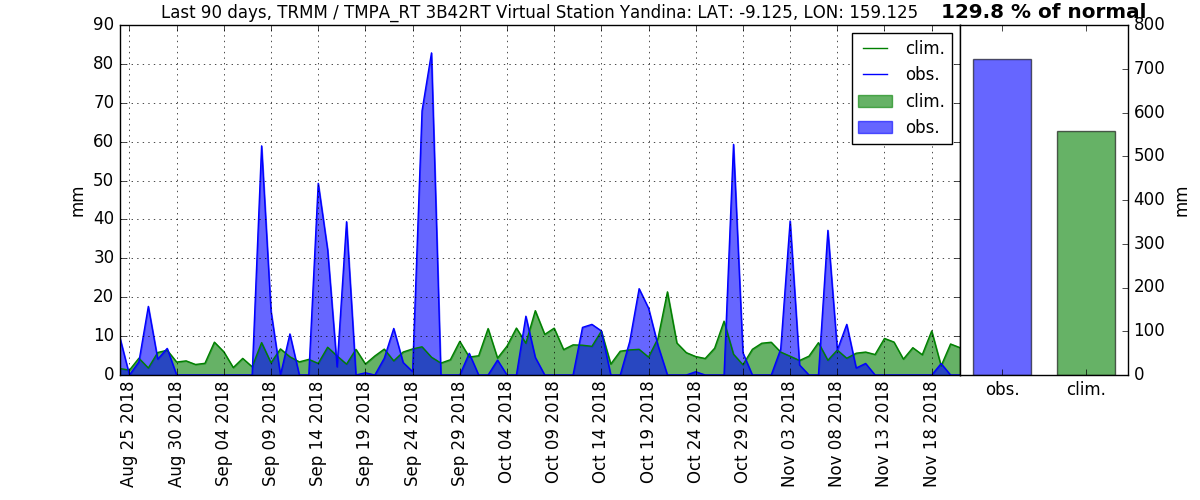 Last 90 days, TRMM / TMPA_RT 3B42RT Virtual Station Yandina: LAT: -9.125, LON: 159.125
129.8 % of normal
90
80
70
60
50
40
30
20
10
0
mm
clim.
obs.
clim.
obs.
Aug 25 2018
Aug 30 2018
Sep 04 2018
Sep 09 2018
Sep 14 2018
Sep 19 2018
Sep 24 2018
Sep 29 2018
Oct 04 2018
Oct 09 2018
Oct 14 2018
Oct 19 2018
Oct 24 2018
Oct 29 2018
Nov 03 2018
Nov 08 2018
Nov 13 2018
Nov 18 2018
800
700
600
500
400
300
200
100
0
mm
obs.
clim.